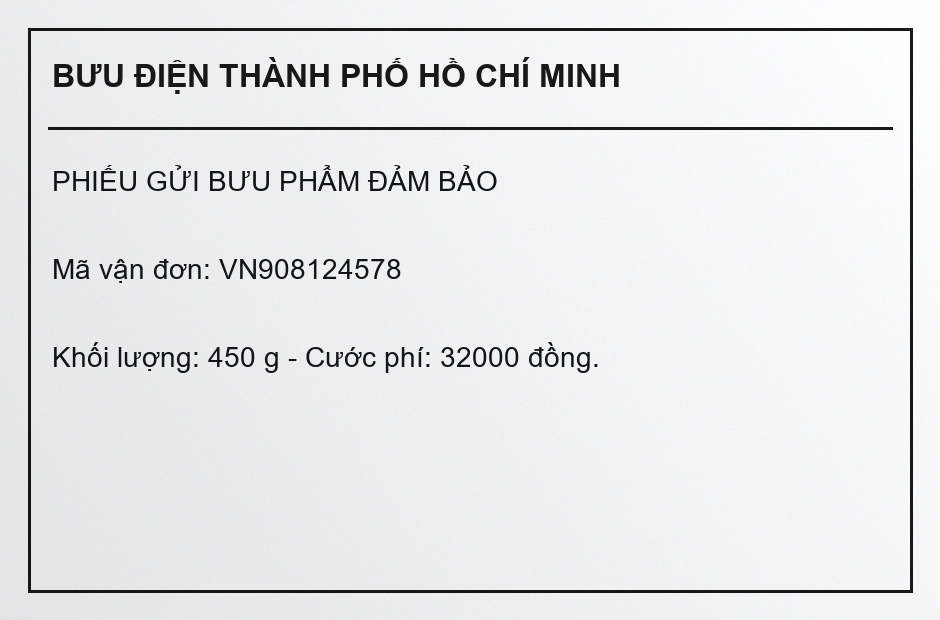 BƯU ĐIỆN THÀNH PHỐ HỒ CHÍ MINH
PHIẾU GỬI BƯU PHẨM ĐẢM BẢO
Mã vận đơn: VN908124578
Khối lượng: 450 g - Cước phí: 32000 đồng.